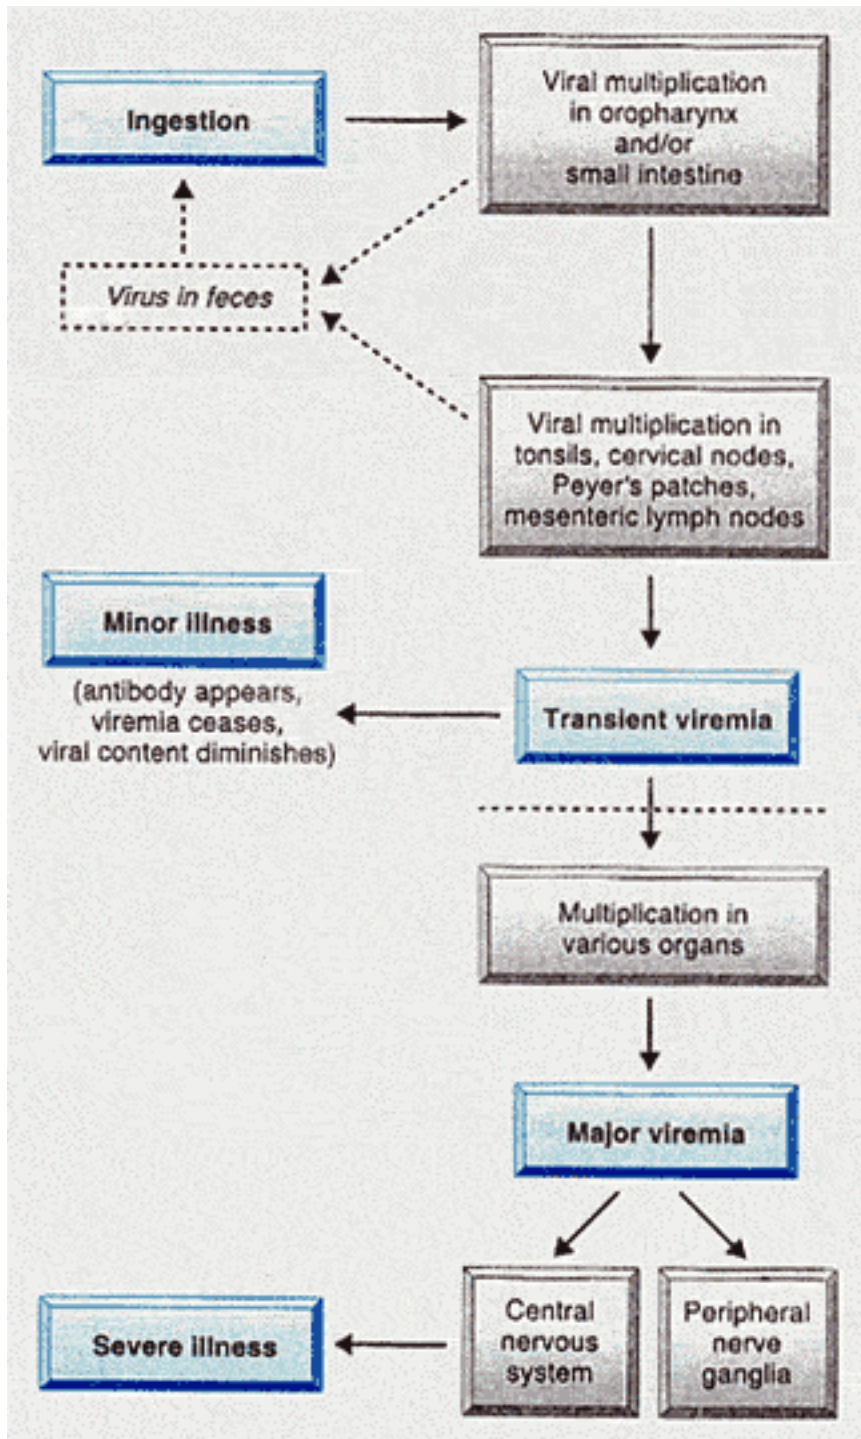 Ingestion
Viral multiplication
in oropharynx
and/or
small intestine
Virus in feces
Viral multiplication in
tonsils, cervical nodes,
Peyer's patches,
mesenteric lymph nodes
Minor illness
(antibody appears,
viremia ceases,
viral content diminishes)
Transient viremia
Multiplication in
various organs
Major viremia
Central
nervous
system
Peripheral
nerve
ganglia
Severe illness